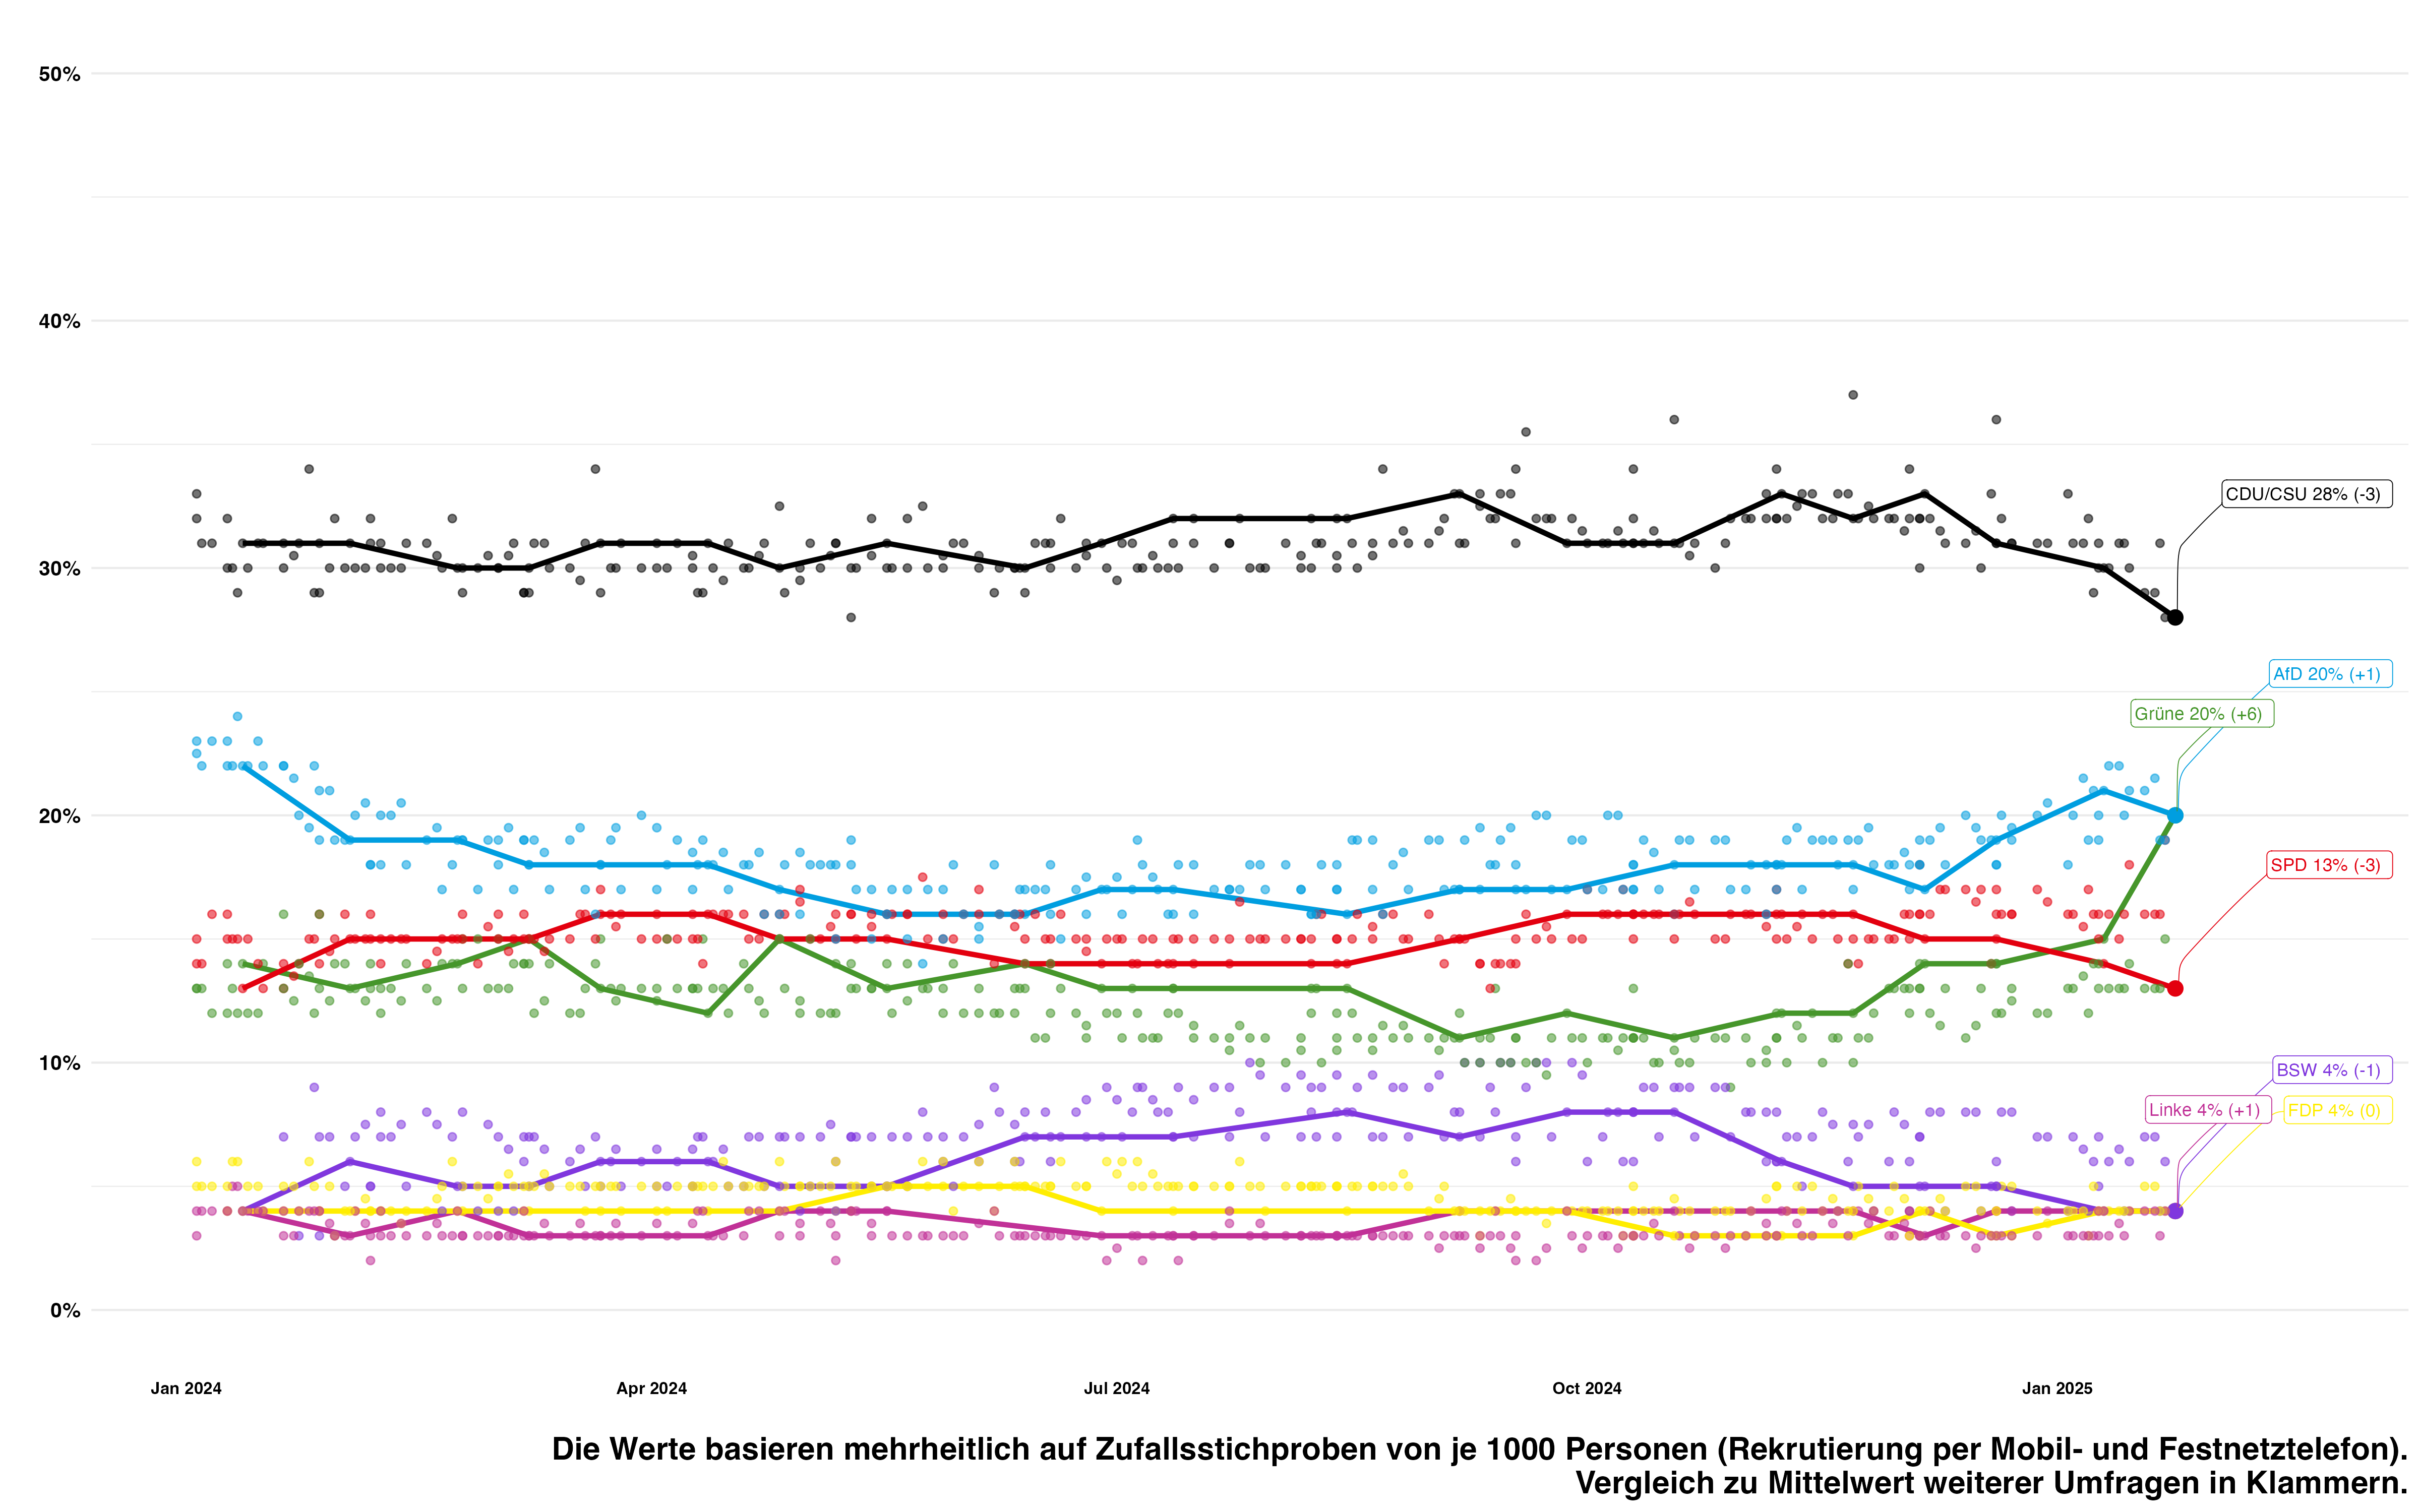 50%
40%
30%
20%
10%
0%
CDU/CSU 28% (-3)
AfD 20% (+1)
Grüne 20% (+6)
SPD 13% (-3)
BSW 4% (-1)
Linke 4% (+1)
FDP 4% (0)
Jan 2024
Apr 2024
Jul 2024
Oct 2024
Jan 2025
Die Werte basieren mehrheitlich auf Zufallsstichproben von je 1000 Personen (Rekrutierung per Mobil- und Festnetztelefon).
Vergleich zu Mittelwert weiterer Umfragen in Klammern.